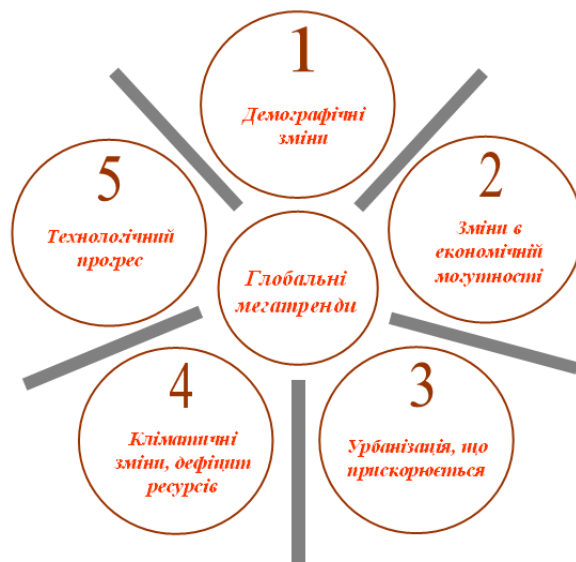 1
Демографічні
зміни
2
Зміни в
економічній
могутності
3
Урбанізація, що
прискорюється
4
Кліматичні
зміни, дефіцит
ресурсів
5
Технологічний
прогрес
Глобальні
мегатренди